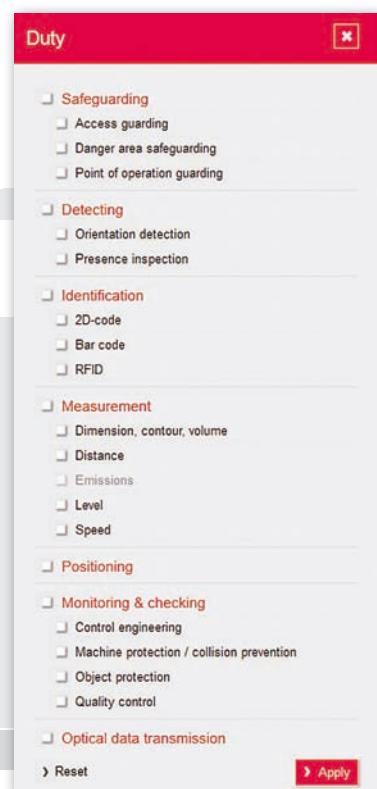 Duty
Safeguarding
Access guarding
Danger area safeguarding
Point of operation guarding
Detecting
Orientation detection
Presence inspection
Identification
2D-code
Bar code
RFID
Measurement
Dimension, contour, volume
Distance
Emissions
Level
Speed
Positioning
Monitoring & checking
Control engineering
Machine protection / collision prevention
Object protection
Quality control
Optical data transmission
Reset
Apply